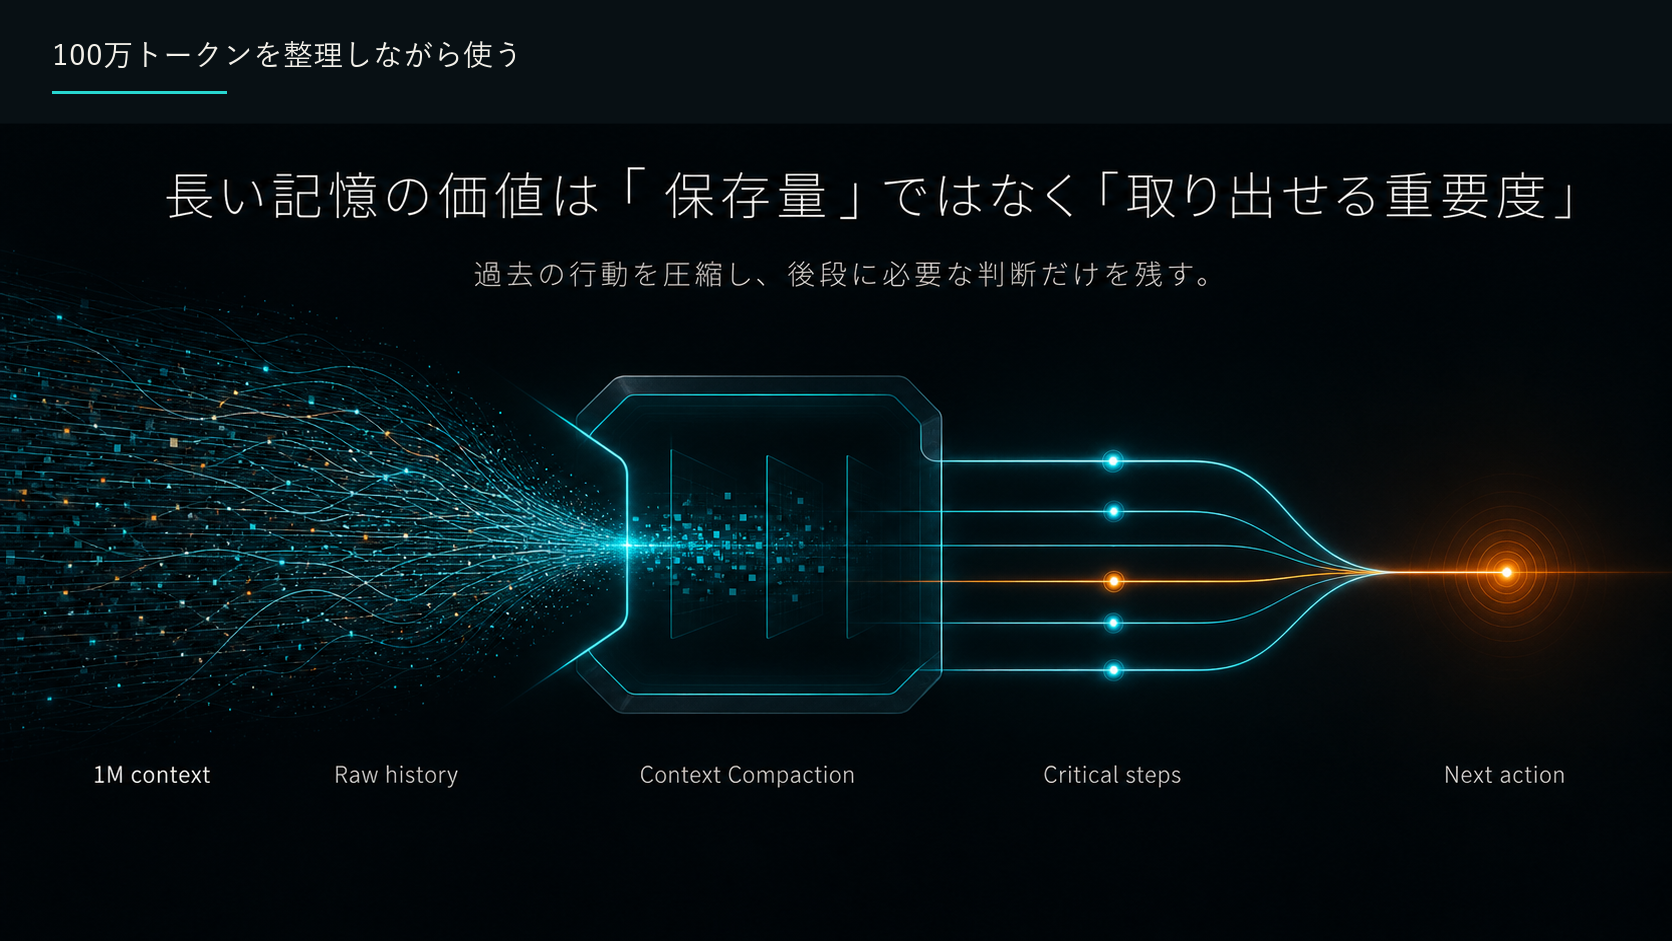 100万トークンを整理しながら使う
長い記憶の価値は「保存量」ではなく「取り出せる重要度」
過去の行動を圧縮し、後段に必要な判断だけを残す。
1M context
Raw history
Context Compaction
Critical steps
Next action